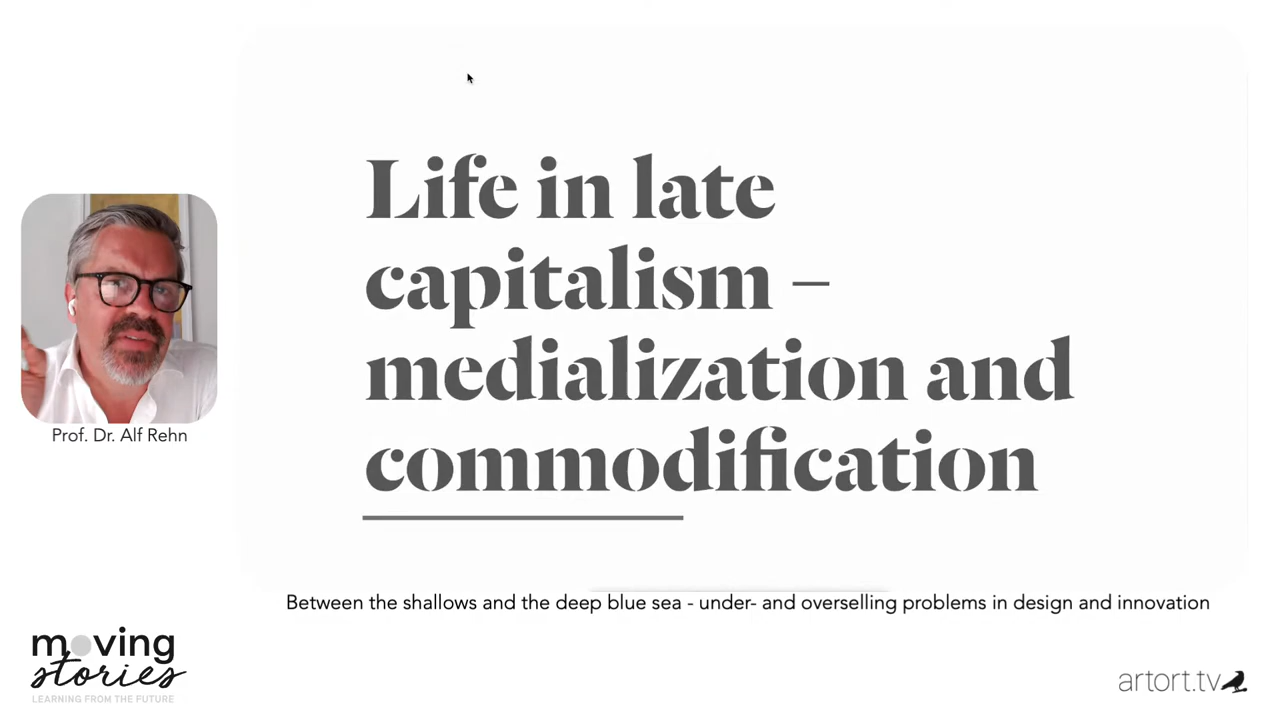 Life in late
capitalism –
medialization and
commodification
Prof. Dr. Alf Rehn
Between the shallows and the deep blue sea - under- and overselling problems in design and innovation
moving
stories
LEARNING FROM THE FUTURE
artort.tv